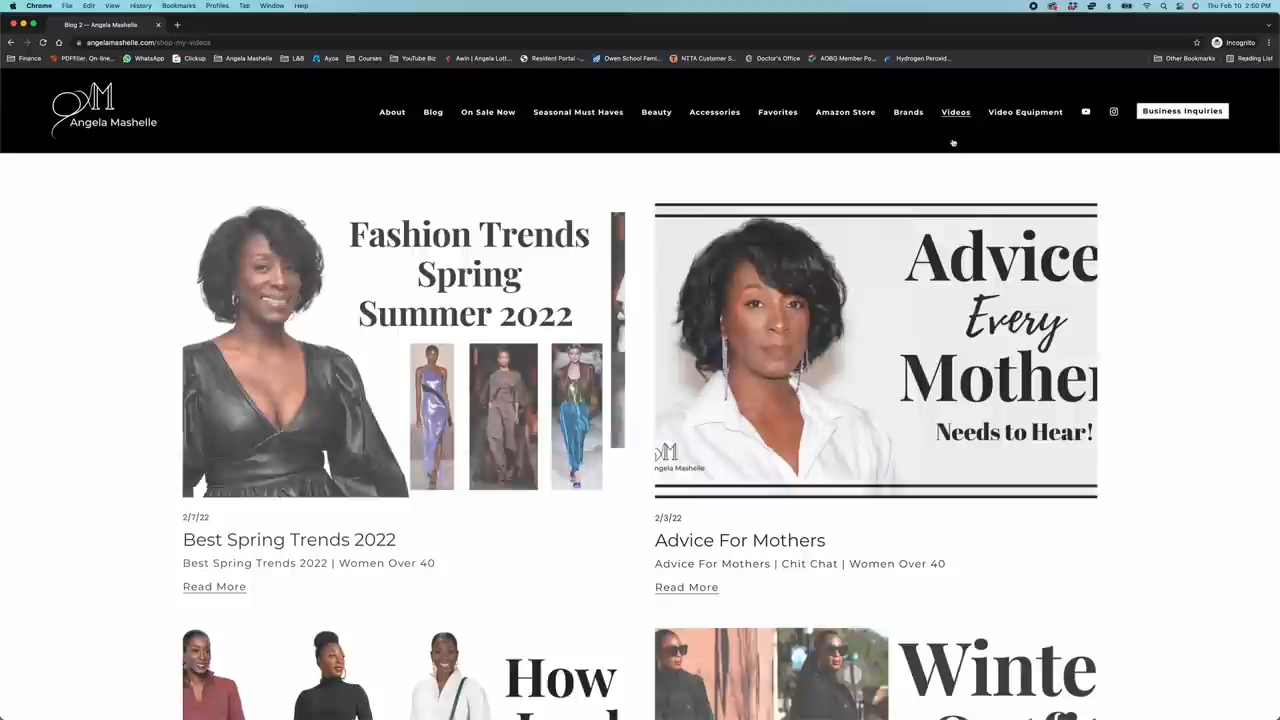 Chrome File Edit View History Bookmarks Profiles Tab Window Help
Thu Feb 10 2:50 PM
Blog 2 — Angela Mashelle
angelamashelle.com/shop-my-videos
Incognito
Finance PDFfiller. On-line... WhatsApp Clickup Angela Mashelle L&B Ayoa Courses YouTube Biz Awin | Angela Lott... Resident Portal -... Owen School Fami... NTTA Customer S... Doctor's Office AOBG Member Po... Hydrogen Peroxid... Other Bookmarks Reading List
Angela Mashelle
About Blog On Sale Now Seasonal Must Haves Beauty Accessories Favorites Amazon Store Brands Videos Video Equipment Business Inquiries
Fashion Trends
Spring
Summer 2022
2/7/22
Best Spring Trends 2022
Best Spring Trends 2022 | Women Over 40
Read More
Advice
Every
Mother
Needs to Hear!
ngela Mashelle
2/3/22
Advice For Mothers
Advice For Mothers | Chit Chat | Women Over 40
Read More
How
Winte